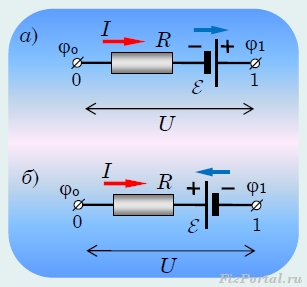 а)
I R − +
φ₀ φ₁
0 ℰ 1
U
б)
I R + −
φ₀ φ₁
0 ℰ 1
U
FizPortal.ru